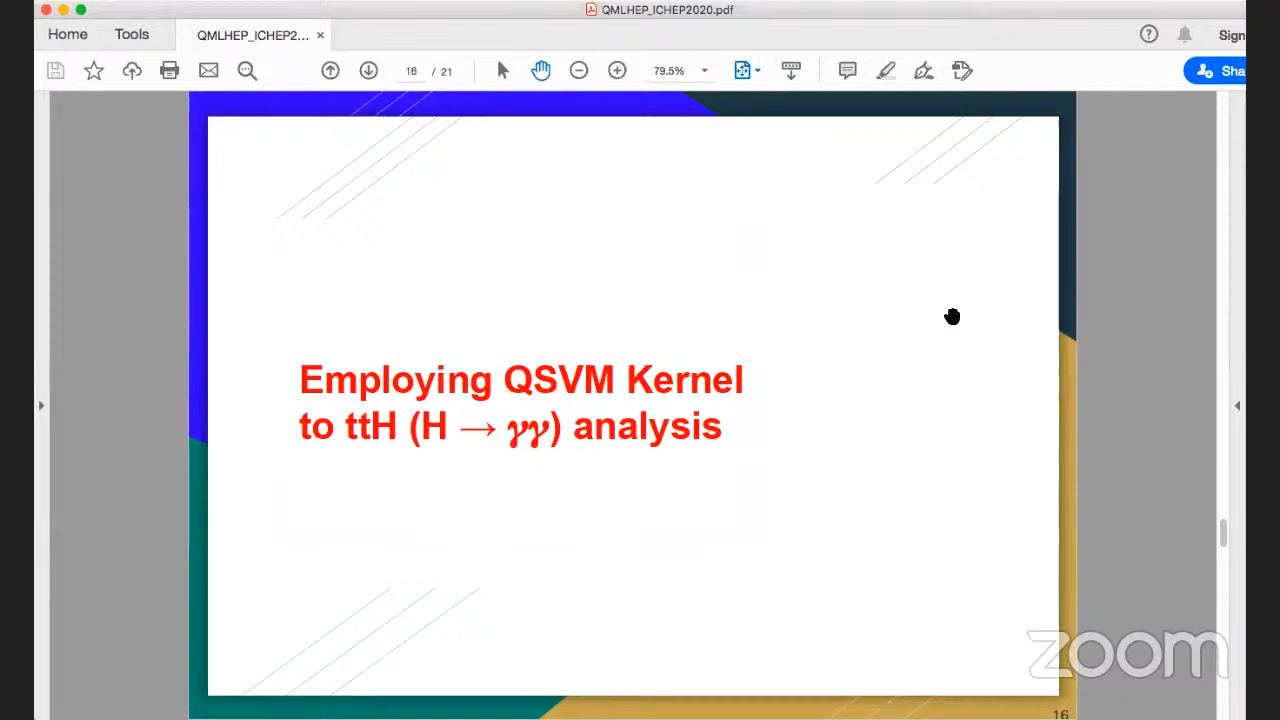 QMLHEP_ICHEP2020.pdf
Home Tools QMLHEP_ICHEP2... × Sign
16 / 21 79.5% Sha
Employing QSVM Kernel
to ttH (H → γγ) analysis
zoom
16